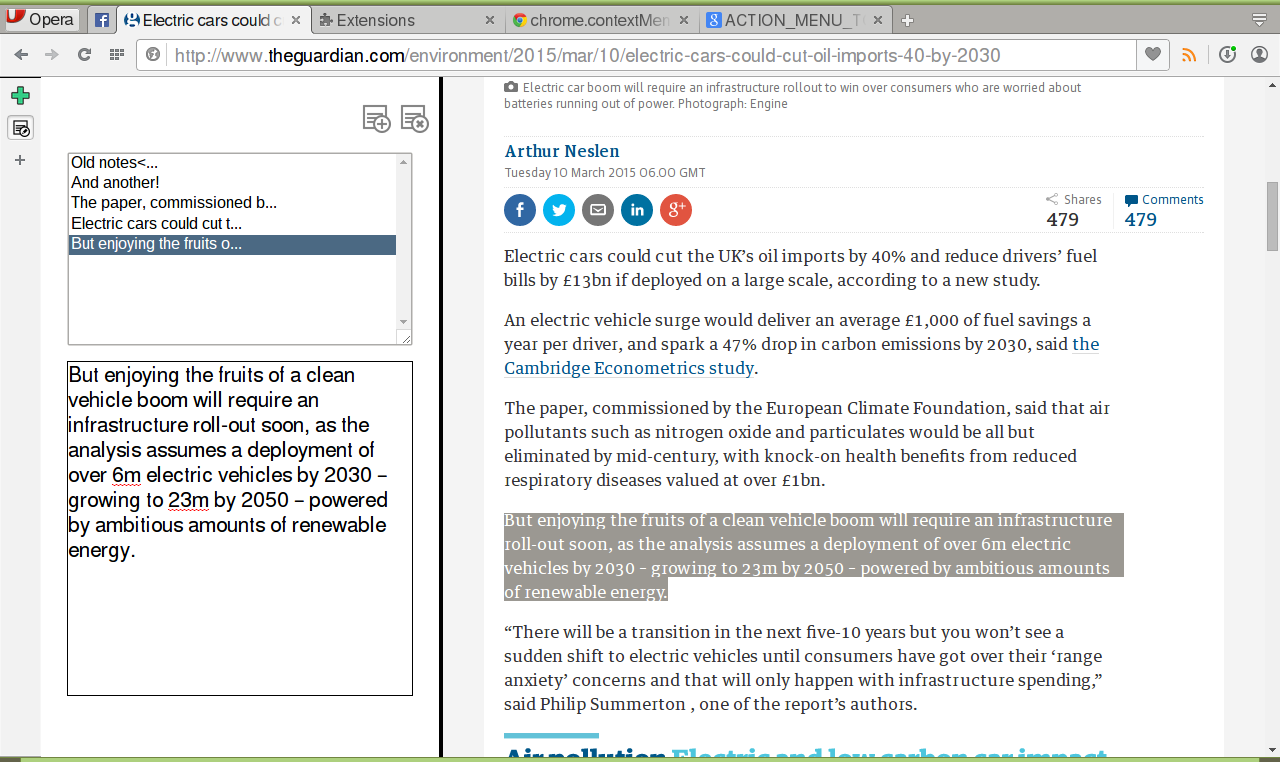 Opera
Electric cars could c
Extensions
chrome.contextMen
ACTION_MENU_T
http://www.theguardian.com/environment/2015/mar/10/electric-cars-could-cut-oil-imports-40-by-2030
Old notes<...
And another!
The paper, commissioned b...
Electric cars could cut t...
But enjoying the fruits o...
But enjoying the fruits of a clean
vehicle boom will require an
infrastructure roll-out soon, as the
analysis assumes a deployment of
over 6m electric vehicles by 2030 –
growing to 23m by 2050 – powered
by ambitious amounts of renewable
energy.
Electric car boom will require an infrastructure rollout to win over consumers who are worried about
batteries running out of power. Photograph: Engine
Arthur Neslen
Tuesday 10 March 2015 06.00 GMT
Shares
479
Comments
479
Electric cars could cut the UK’s oil imports by 40% and reduce drivers’ fuel
bills by £13bn if deployed on a large scale, according to a new study.
An electric vehicle surge would deliver an average £1,000 of fuel savings a
year per driver, and spark a 47% drop in carbon emissions by 2030, said the
Cambridge Econometrics study.
The paper, commissioned by the European Climate Foundation, said that air
pollutants such as nitrogen oxide and particulates would be all but
eliminated by mid-century, with knock-on health benefits from reduced
respiratory diseases valued at over £1bn.
But enjoying the fruits of a clean vehicle boom will require an infrastructure
roll-out soon, as the analysis assumes a deployment of over 6m electric
vehicles by 2030 – growing to 23m by 2050 – powered by ambitious amounts
of renewable energy.
“There will be a transition in the next five-10 years but you won’t see a
sudden shift to electric vehicles until consumers have got over their ‘range
anxiety’ concerns and that will only happen with infrastructure spending,”
said Philip Summerton , one of the report’s authors.
Air pollution Electric and low carbon car impact